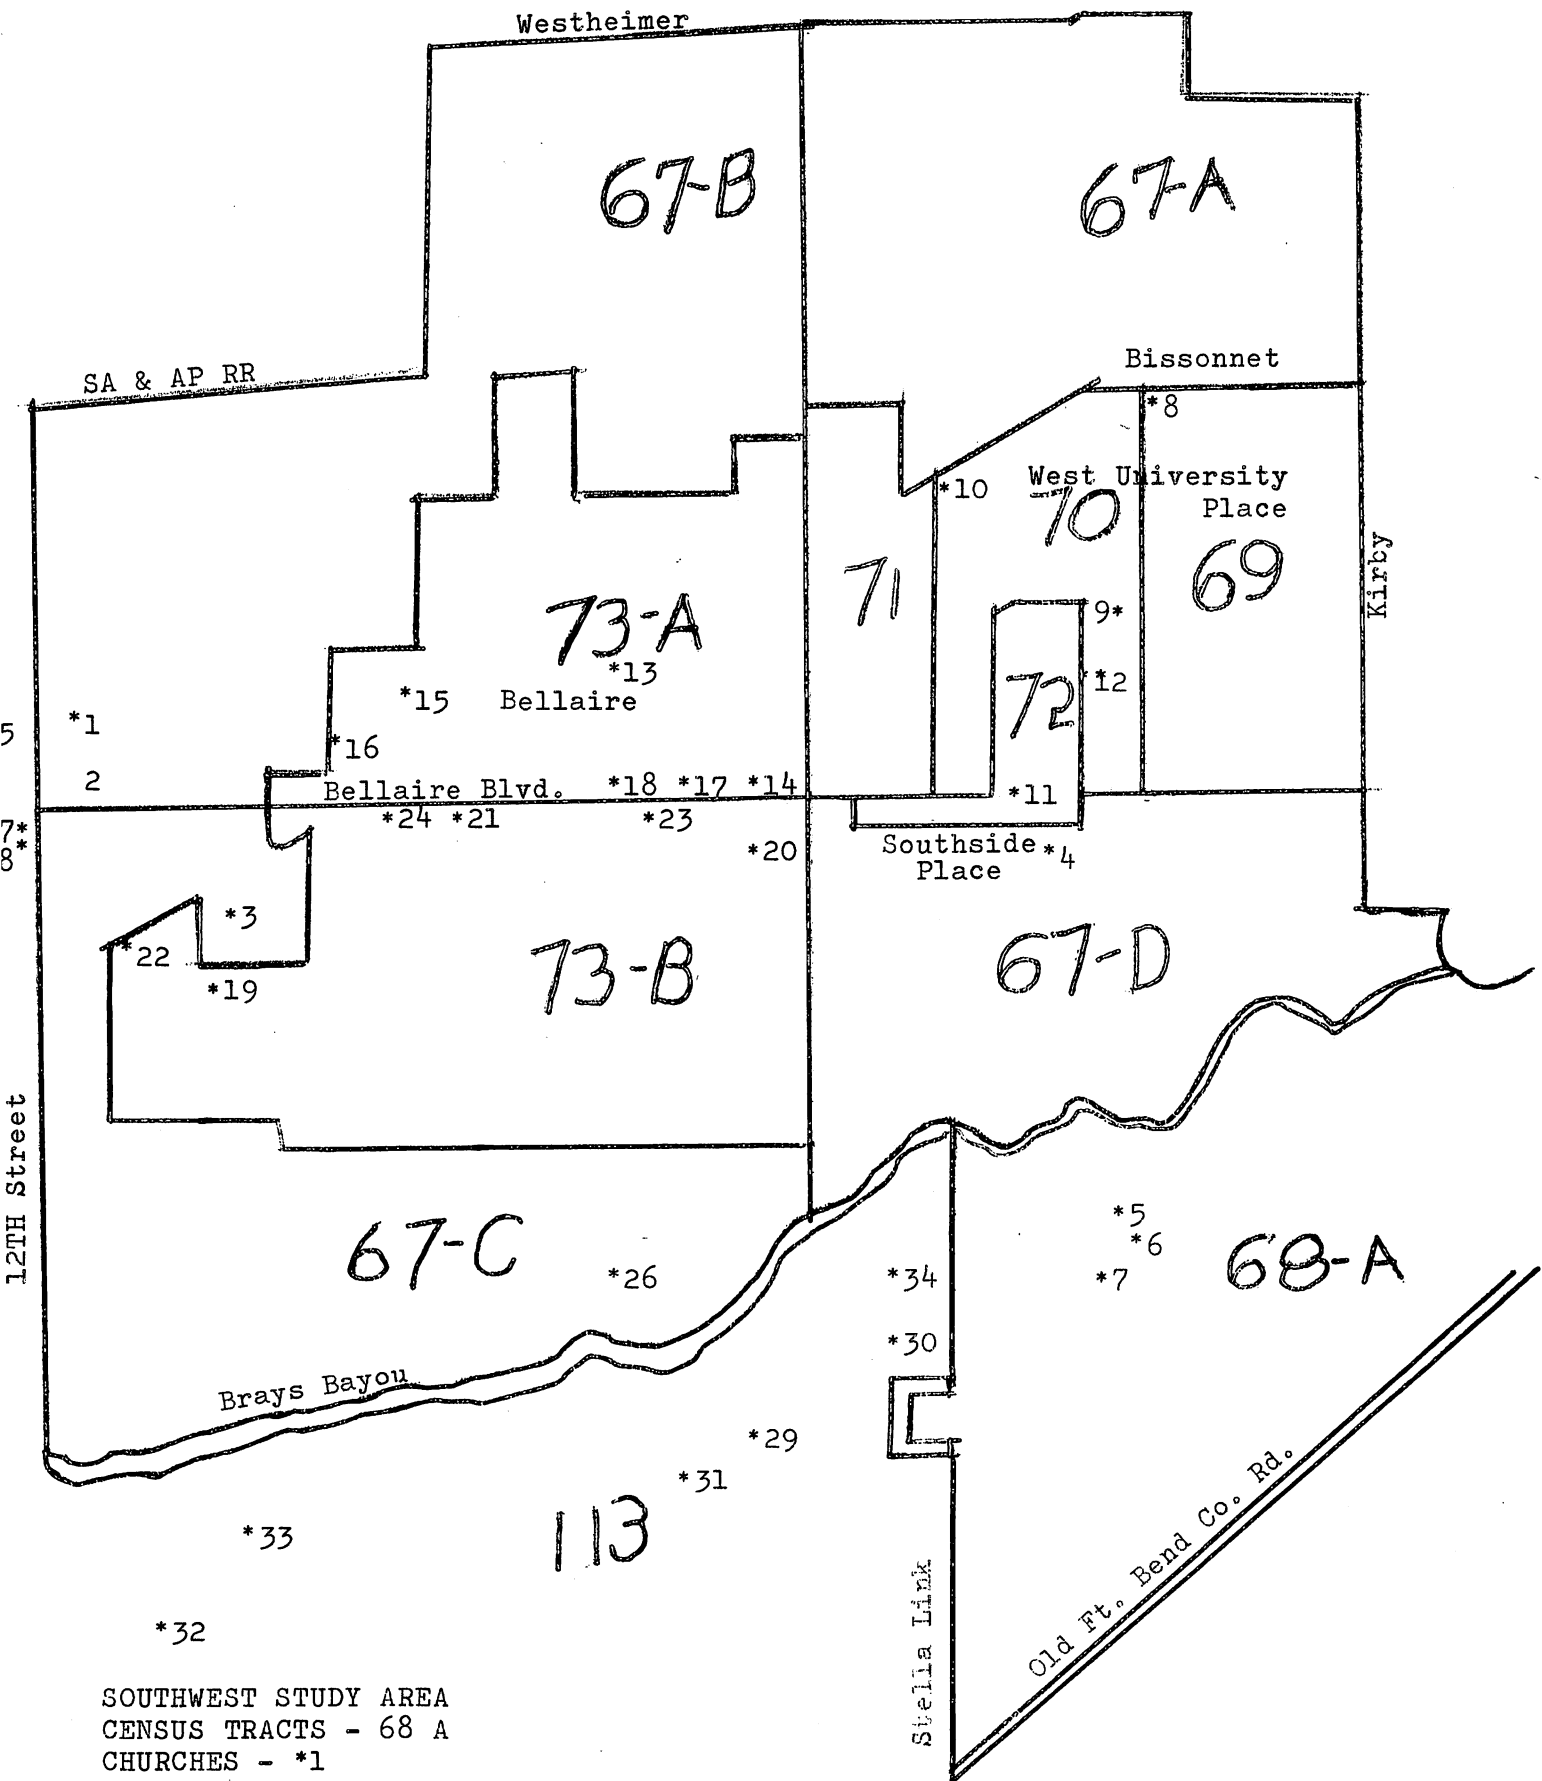 Westheimer
67-B
67-A
SA & AP RR
Bissonnet
*8
*10
West University
Place
70
71
69
Kirby
73-A
9*
*13
72
*12
*15
Bellaire
*1
5
*16
2
Bellaire Blvd.
*18
*17
*14
*11
*24
*21
*23
7*
8*
*20
Southside
Place
*4
*3
*22
*19
73-B
67-D
12TH Street
67-C
*26
*5
*6
*7
68-A
*34
*30
Brays Bayou
*29
*31
113
*33
*32
Stella Link
Old Ft. Bend Co. Rd.
SOUTHWEST STUDY AREA
CENSUS TRACTS - 68 A
CHURCHES - *1